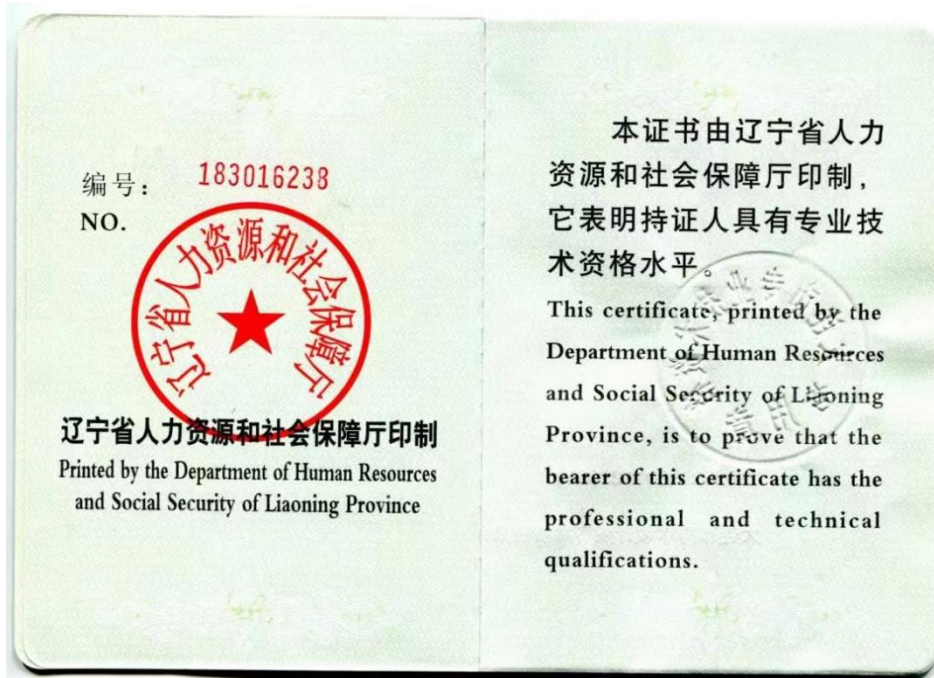 编号: 183016238
NO.
辽宁省人力资源和社会保障厅
辽宁省人力资源和社会保障厅印制
Printed by the Department of Human Resources
and Social Security of Liaoning Province
本证书由辽宁省人力
资源和社会保障厅印制，
它表明持证人具有专业技
术资格水平。
This certificate, printed by the
Department of Human Resources
and Social Security of Liaoning
Province, is to prove that the
bearer of this certificate has the
professional and technical
qualifications.